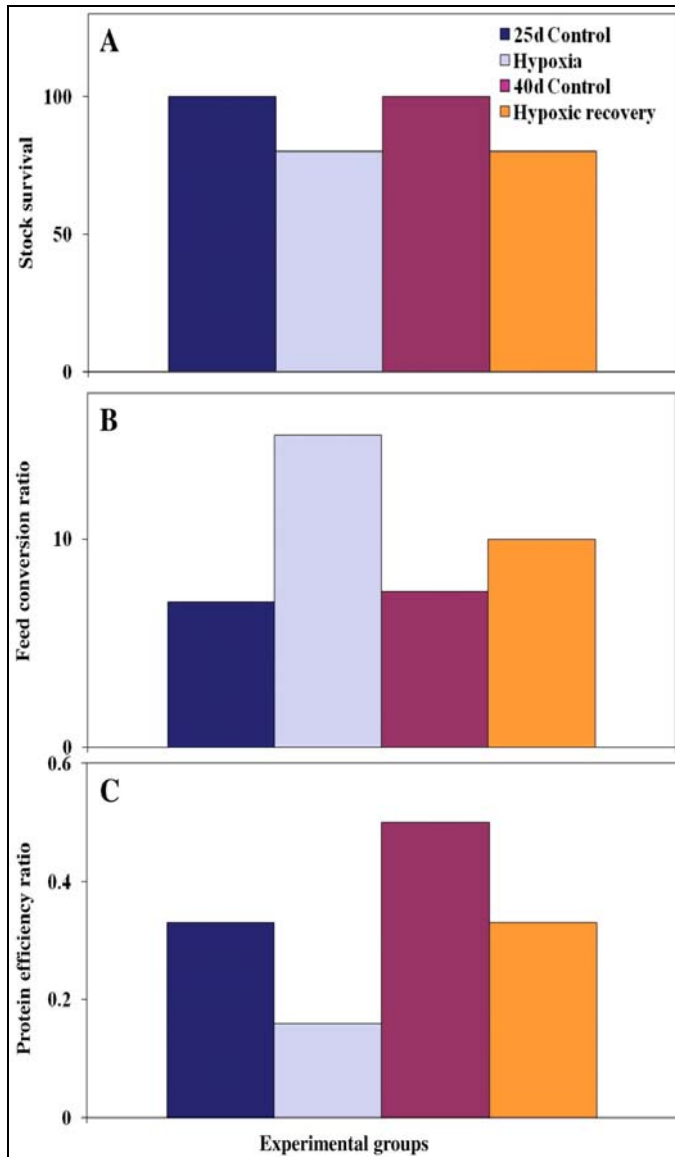 A
25d Control
Hypoxia
40d Control
Hypoxic recovery
100
50
0
Stock survival
B
10
0
Feed conversion ratio
C
0.6
0.4
0.2
0
Protein efficiency ratio
Experimental groups